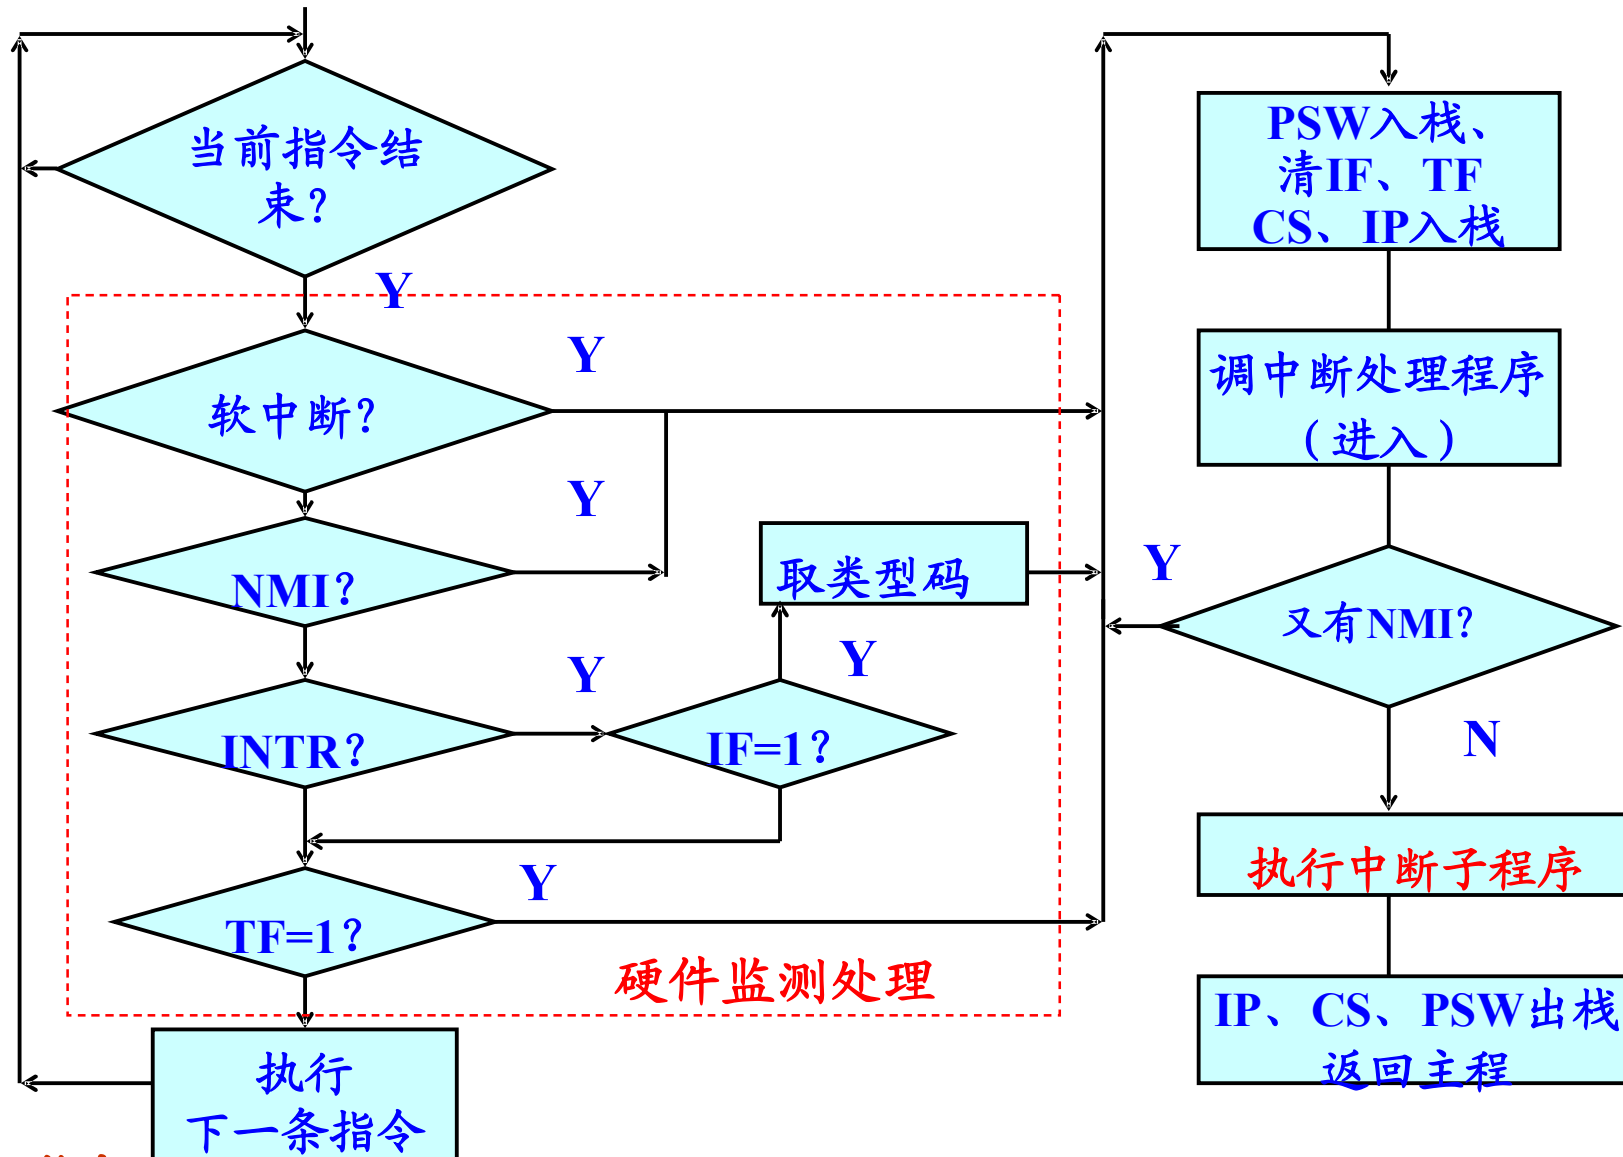 当前指令结
束？
Y
软中断？
Y
NMI？
Y
INTR？
Y
IF=1？
Y
取类型码
TF=1？
Y
硬件监测处理
执行
下一条指令
PSW入栈、
清IF、TF
CS、IP入栈
调中断处理程序
（进入）
又有NMI？
Y
N
执行中断子程序
IP、CS、PSW出栈
返回主程